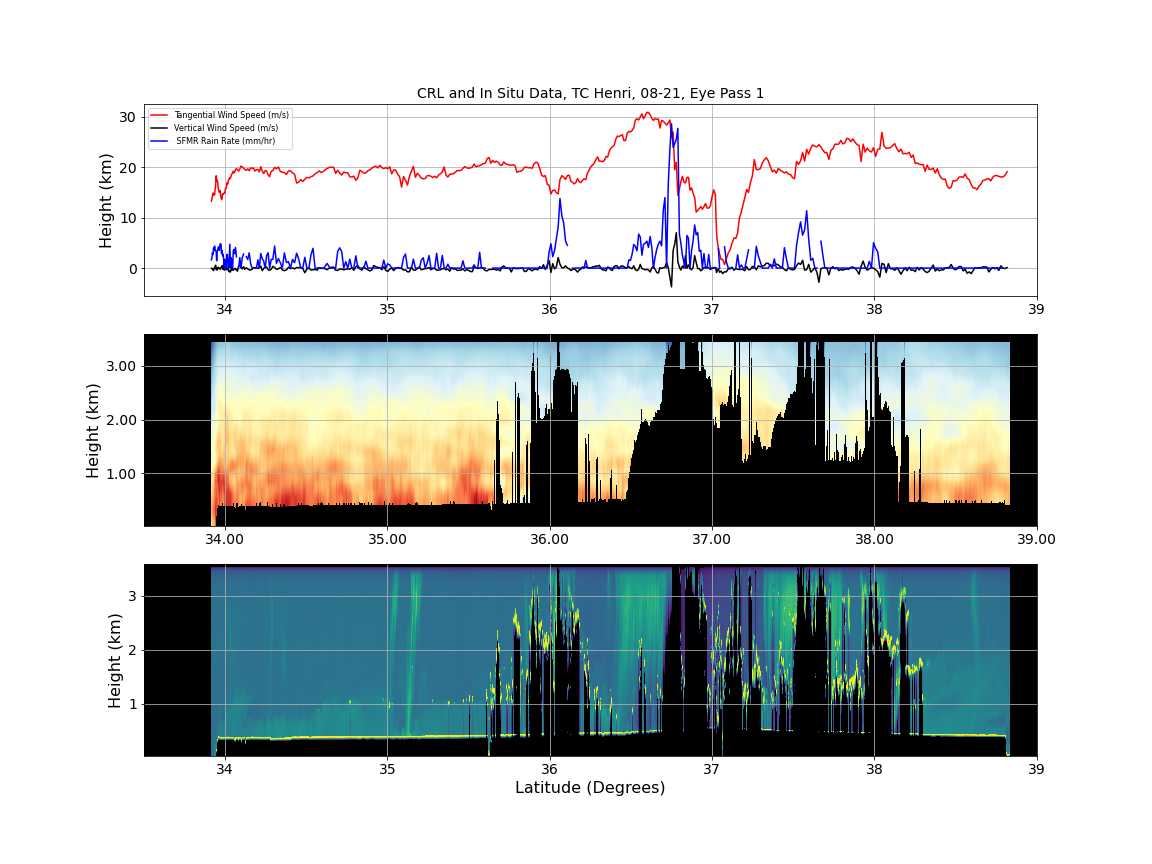 CRL and In Situ Data, TC Henri, 08-21, Eye Pass 1
Height (km)
30
20
10
0
Tangential Wind Speed (m/s)
Vertical Wind Speed (m/s)
SFMR Rain Rate (mm/hr)
34 35 36 37 38 39
Height (km)
3.00
2.00
1.00
34.00 35.00 36.00 37.00 38.00 39.00
Height (km)
3
2
1
34 35 36 37 38 39
Latitude (Degrees)